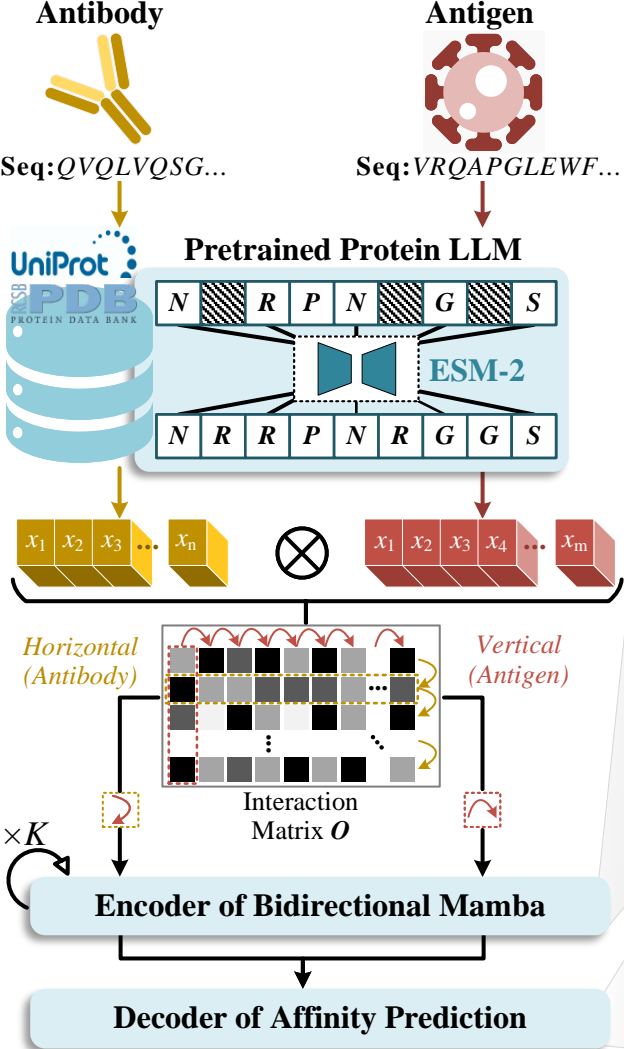 Antibody
Antigen
Seq:QVQLVQSG...
Seq:VRQAPGLEWF...
UniProt
RCSB
PDB
PROTEIN DATA BANK
Pretrained Protein LLM
N R P N G S
ESM-2
N R R P N R G G S
x1 x2 x3 ... xn
x1 x2 x3 x4 ... xm
Horizontal
(Antibody)
Vertical
(Antigen)
Interaction
Matrix O
×K
Encoder of Bidirectional Mamba
Decoder of Affinity Prediction